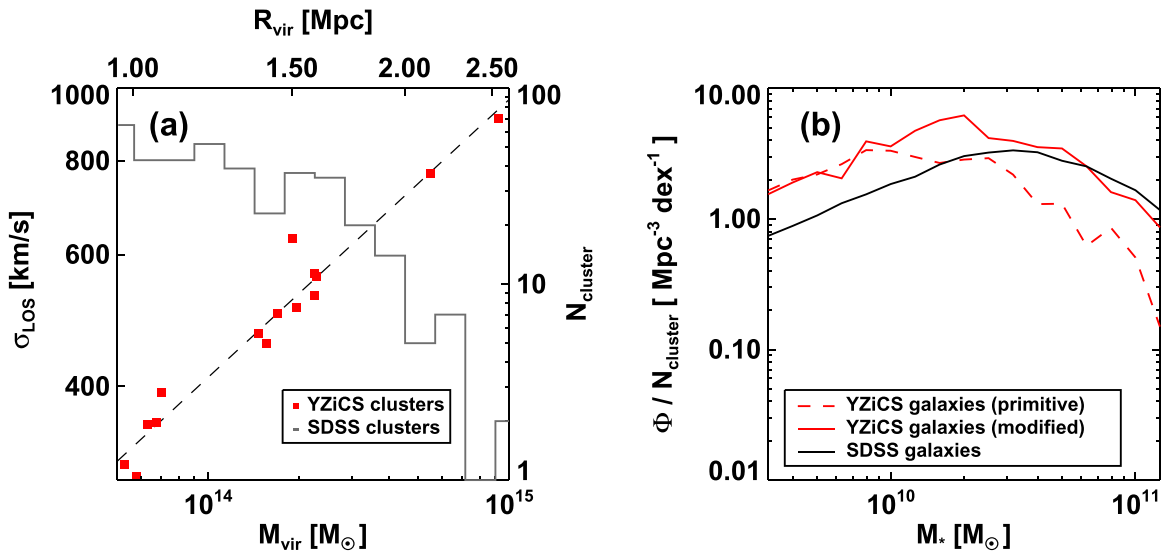 R_vir [Mpc]
1.00 1.50 2.00 2.50
(a)
1000
800
600
400
σ_LOS [km/s]
100
10
1
N_cluster
YZiCS clusters
SDSS clusters
10^14 10^15
M_vir [M_⊙]
(b)
10.00
1.00
0.10
0.01
Φ / N_cluster [ Mpc^-3 dex^-1]
YZiCS galaxies (primitive)
YZiCS galaxies (modified)
SDSS galaxies
10^10 10^11
M_* [M_⊙]